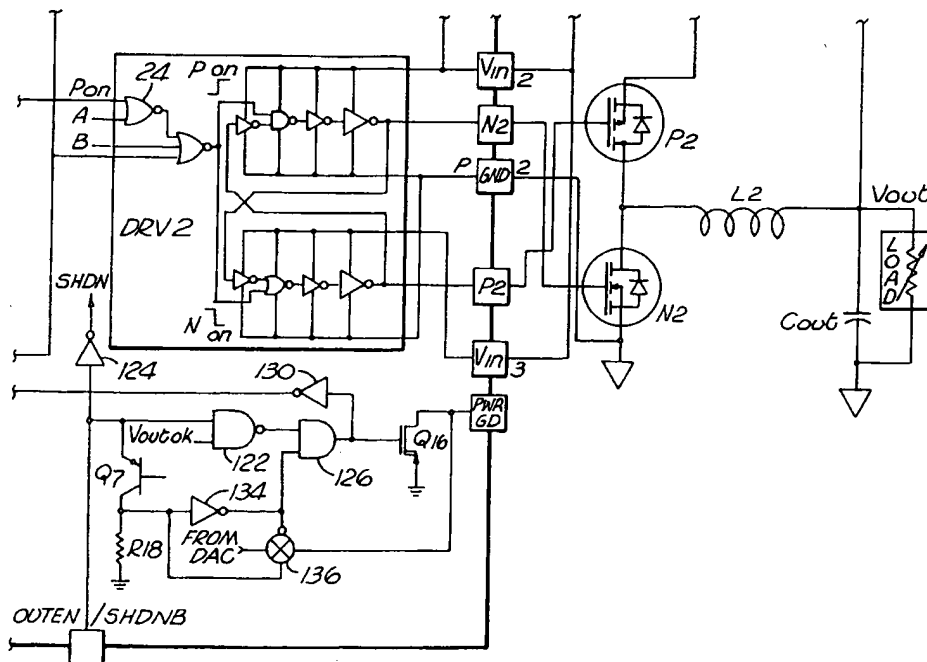 24
P on
Vin 2
Pon
A
B
N2
P GND 2
P2
L2
Vout
DRV2
LOAD
SHDN
P2
N2
Cout
N on
124
130
Vin 3
PWR GD
Voutok
122
126
Q16
Q7
134
R18
FROM DAC
136
OUTEN/SHDNB